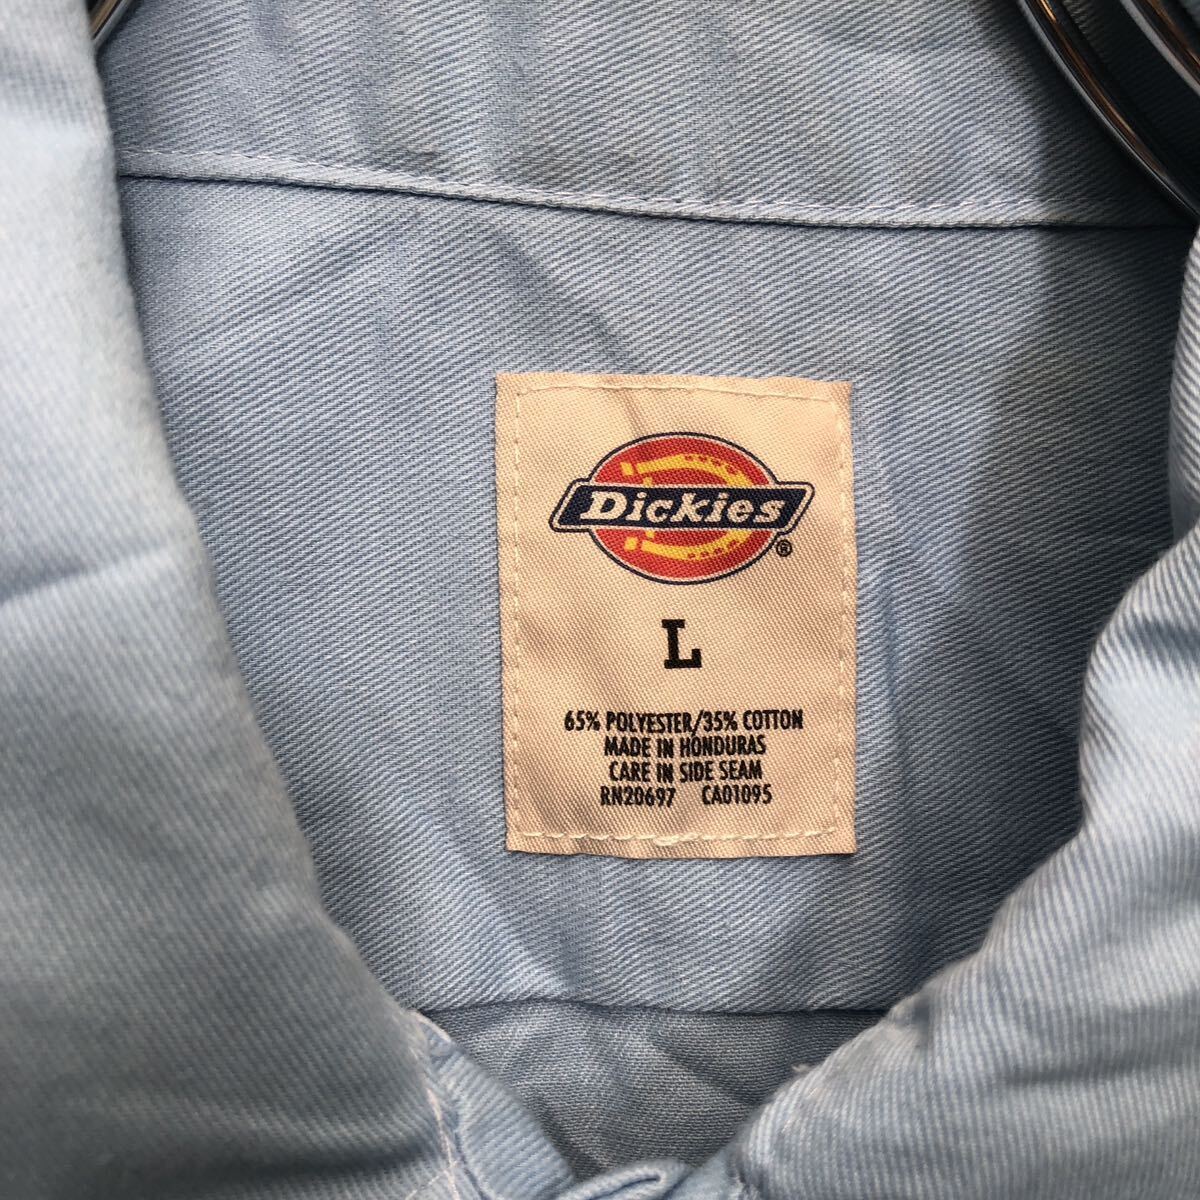 Dickies®
L
65% POLYESTER/35% COTTON
MADE IN HONDURAS
CARE IN SIDE SEAM
RN20697 CA01095